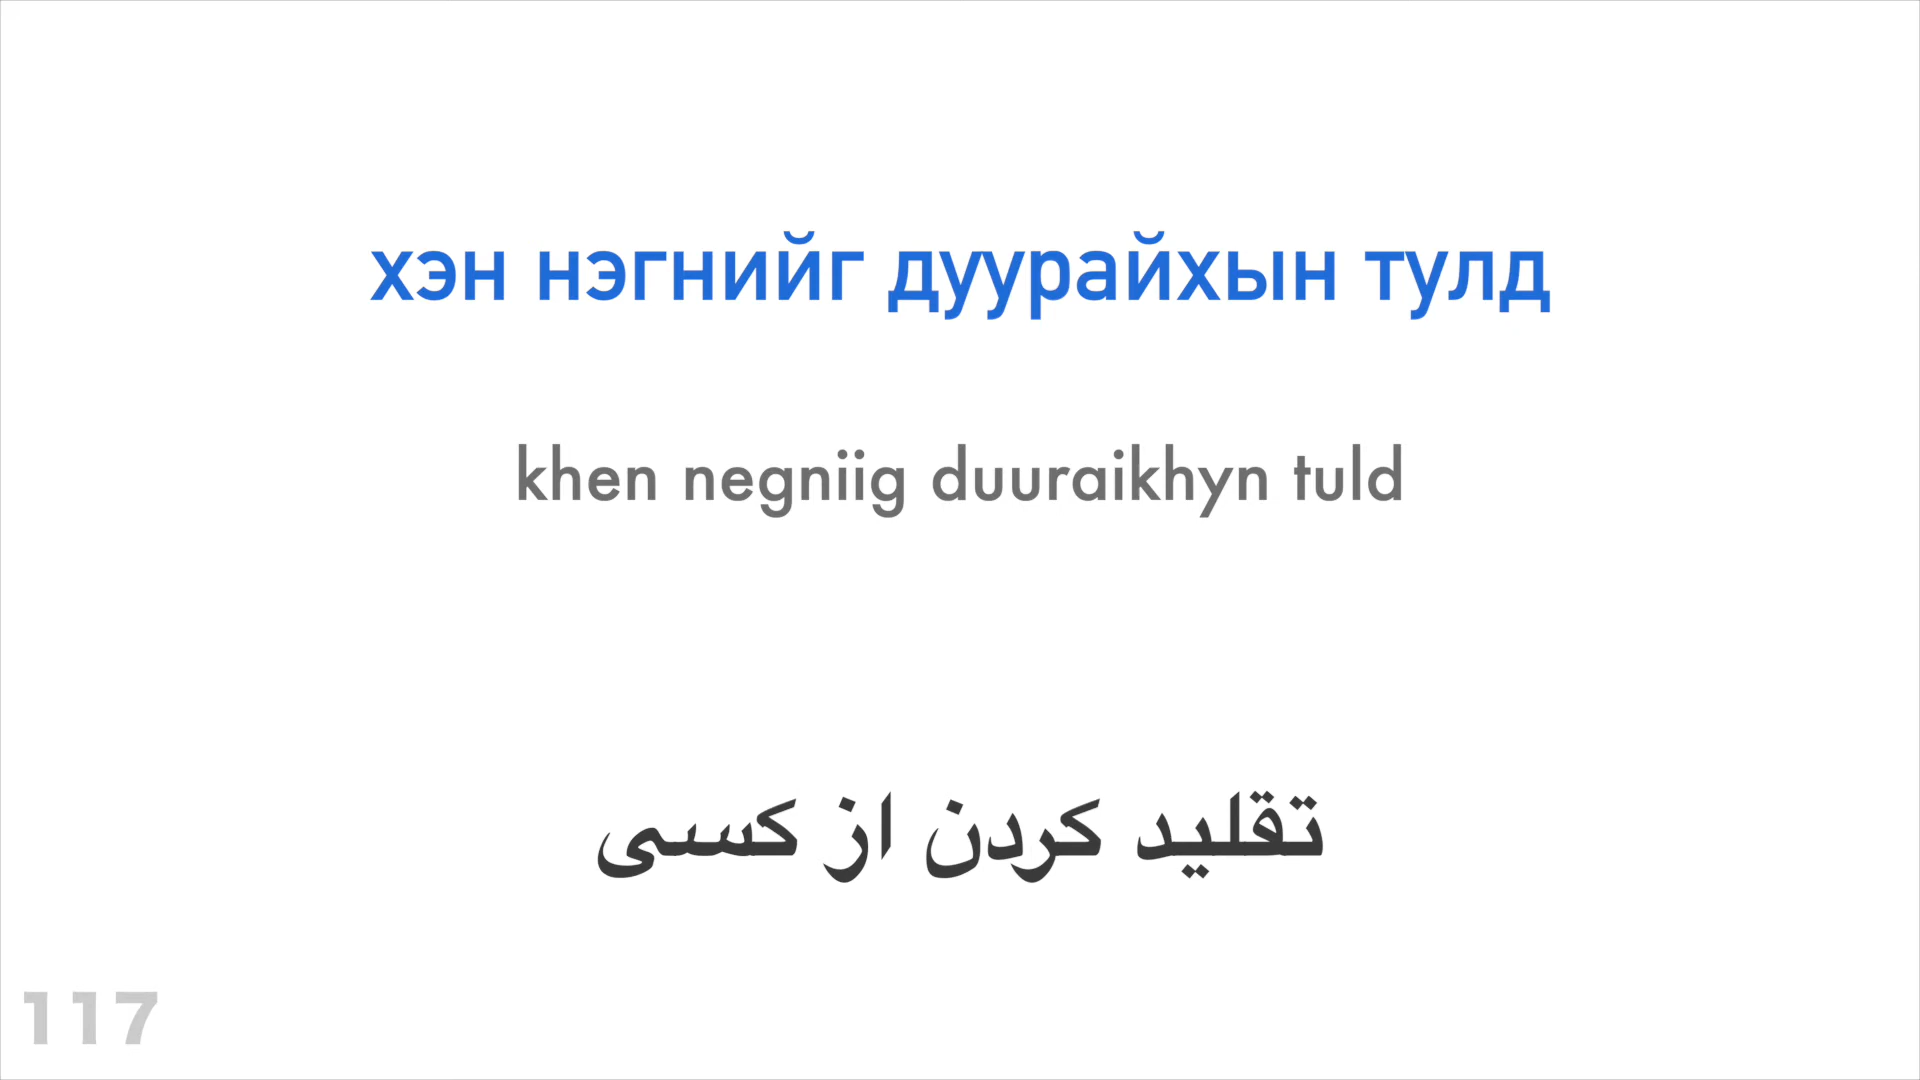 хэн нэгнийг дуурайхын тулд
khen negniig duuraikhyn tuld
تقلید کردن از کسی
117